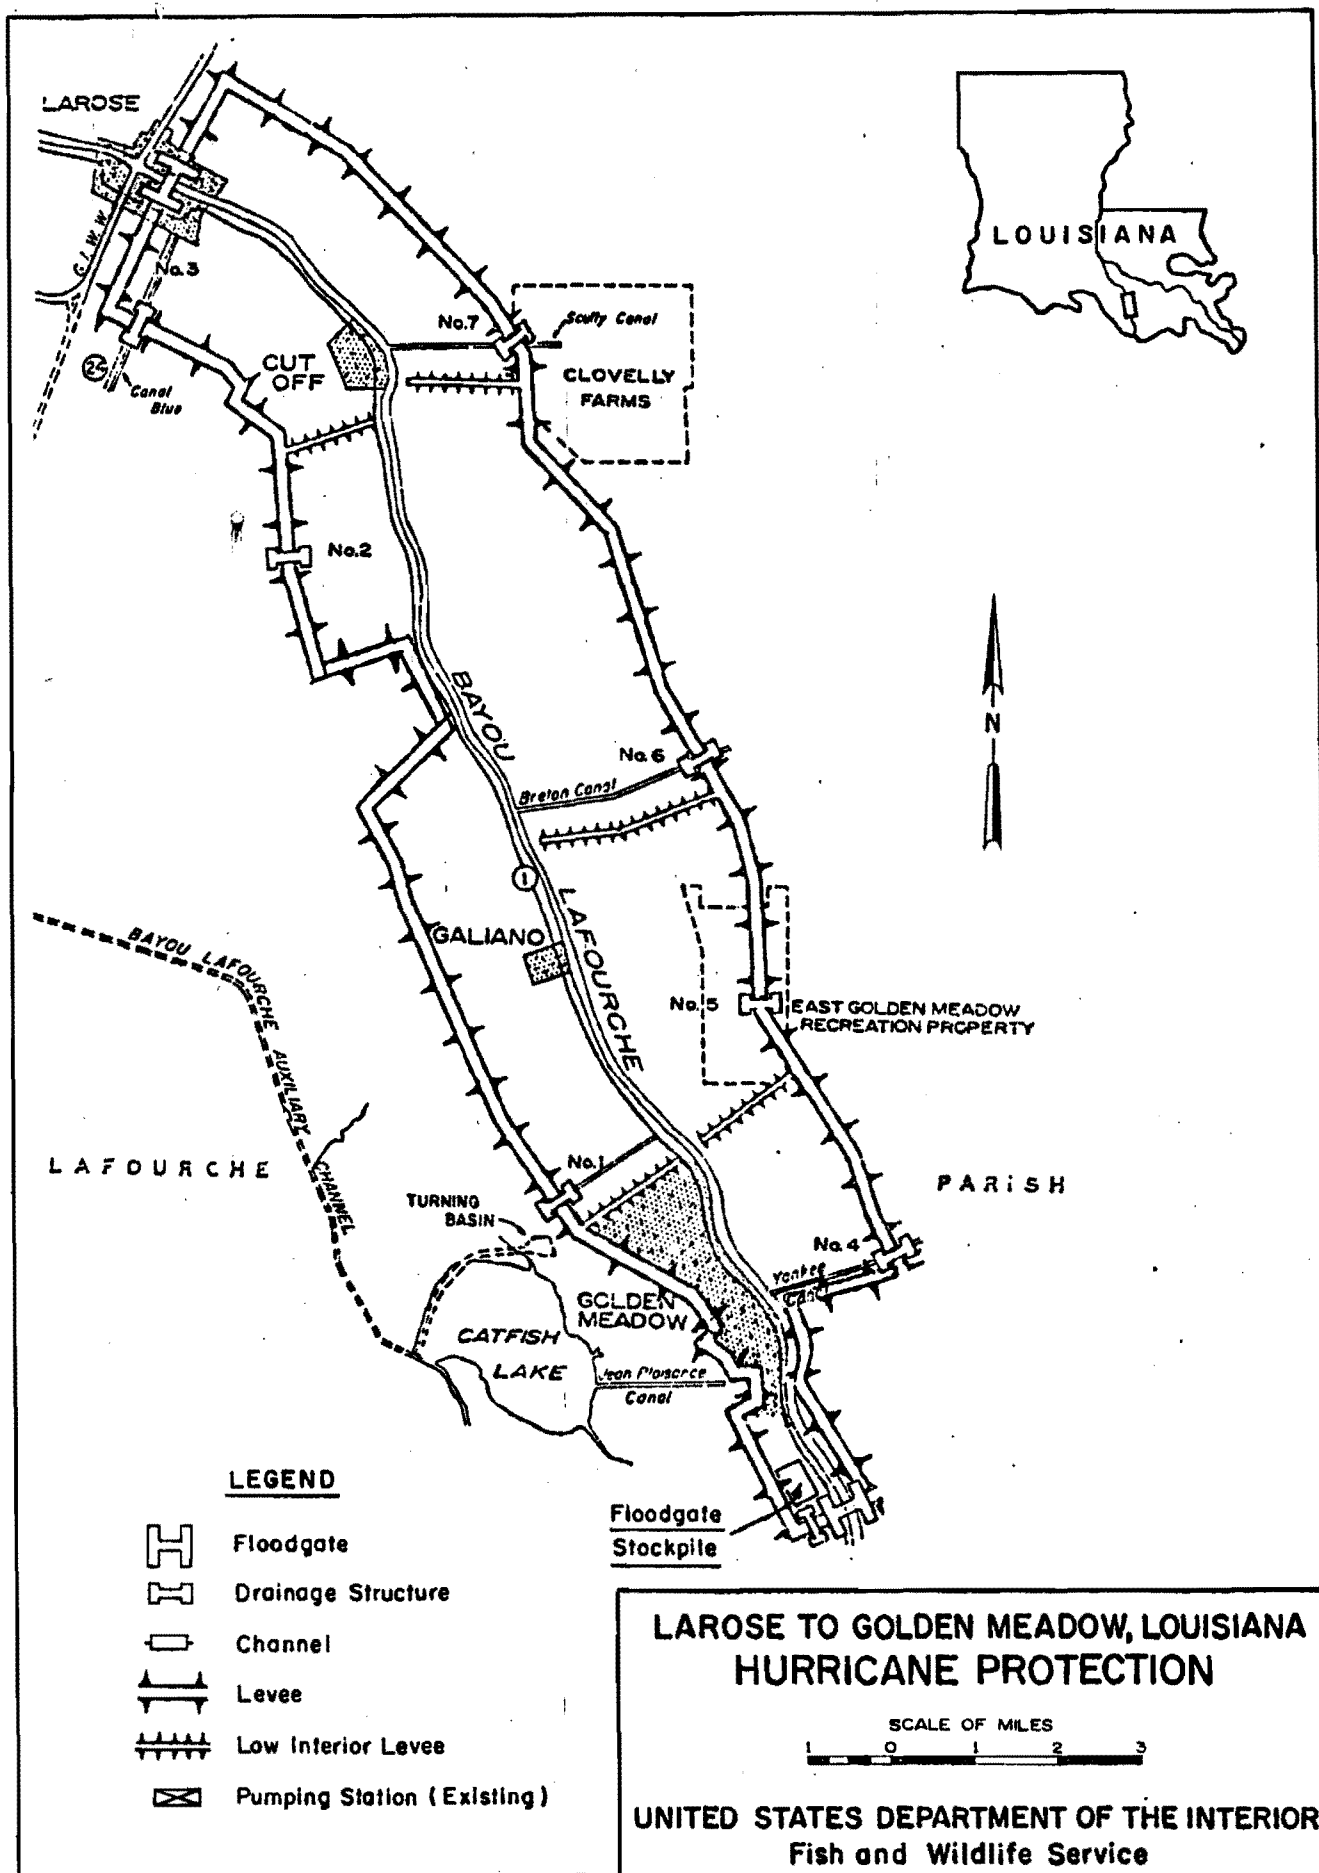 LAROSE
G.I.W.W.
No.3
24
Canal
Blue
CUT
OFF
No.7
Scully Canal
CLOVELLY
FARMS
LOUISIANA
No.2
BAYOU
N
No.6
Breton Canal
1
LAFOURCHE
GALIANO
No.5
EAST GOLDEN MEADOW
RECREATION PROPERTY
BAYOU LAFOURCHE AUXILIARY CHANNEL
LAFOURCHE
PARISH
No.1
TURNING
BASIN
No.4
Yankee
Canal
GOLDEN
MEADOW
CATFISH
LAKE
Jean Plaisance
Canal
Floodgate
Stockpile
LEGEND
Floodgate
Drainage Structure
Channel
Levee
Low Interior Levee
Pumping Station (Existing)
LAROSE TO GOLDEN MEADOW, LOUISIANA
HURRICANE PROTECTION
SCALE OF MILES
1 0 1 2 3
UNITED STATES DEPARTMENT OF THE INTERIOR
Fish and Wildlife Service